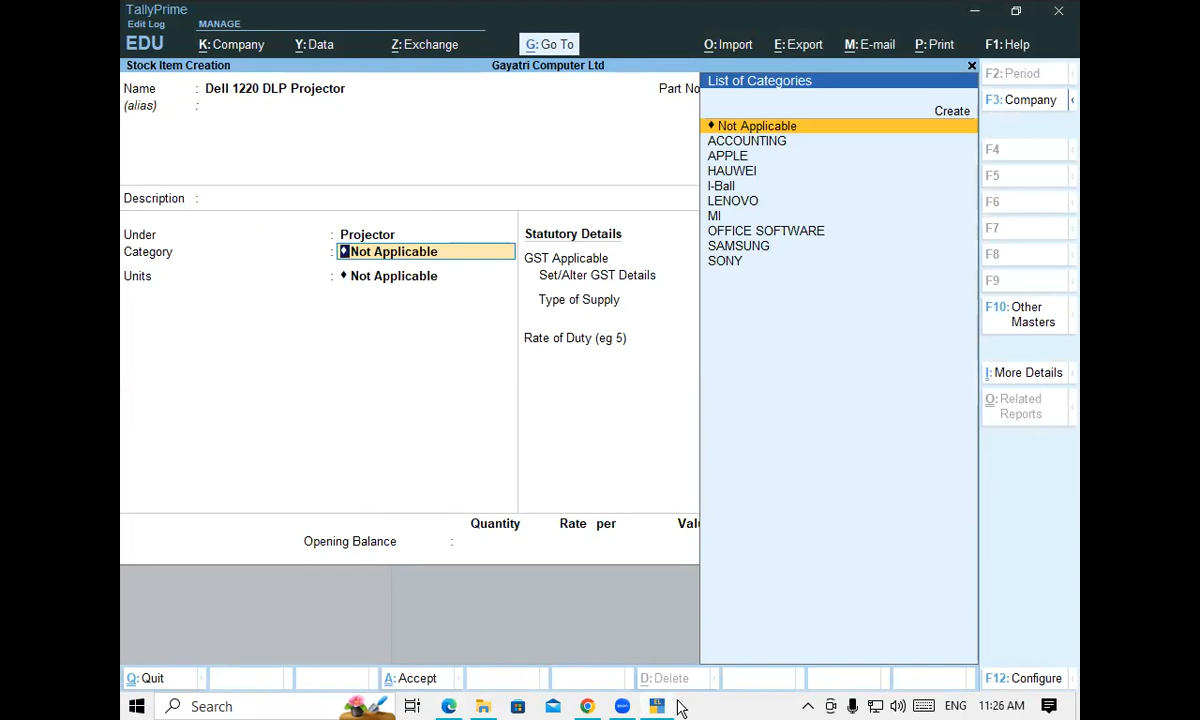 TallyPrime
Edit Log
MANAGE
EDU
K: Company
Y: Data
Z: Exchange
G: Go To
O: Import
E: Export
M: E-mail
P: Print
F1: Help
Stock Item Creation
Gayatri Computer Ltd
Name : Dell 1220 DLP Projector
Part No
(alias) :
Description :
Under : Projector
Category : ♦ Not Applicable
Units : ♦ Not Applicable
Statutory Details
GST Applicable
Set/Alter GST Details
Type of Supply
Rate of Duty (eg 5)
Quantity Rate per
Opening Balance :
List of Categories
Create
♦ Not Applicable
ACCOUNTING
APPLE
HAUWEI
I-Ball
LENOVO
MI
OFFICE SOFTWARE
SAMSUNG
SONY
F2: Period
F3: Company
F4
F5
F6
F7
F8
F9
F10: Other
Masters
I: More Details
O: Related
Reports
Q: Quit
A: Accept
D: Delete
F12: Configure
Search
ENG
11:26 AM